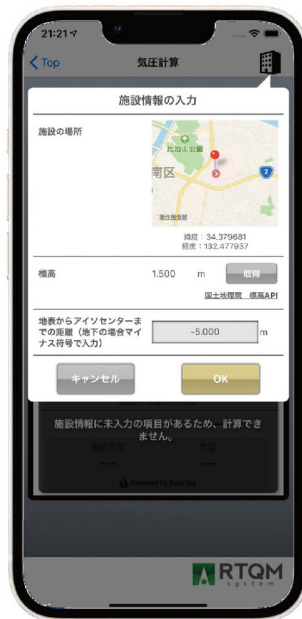 21:21
Top
気圧計算
施設情報の入力
施設の場所
比治山公園
南区
2
緯度：34.379681
経度：132.477937
標高
1.500 m
取得
国土地理院 標高API
地表からアイソセンターま
での距離（地下の場合マイ
ナス符号で入力）
-5.000 m
キャンセル
OK
施設情報に未入力の項目があるため、計算でき
ません。
---
---
RTQM
system